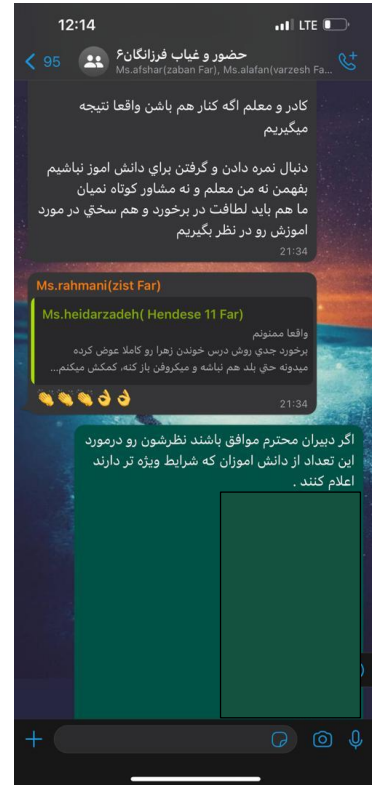 12:14
LTE
95
حضور و غیاب فرزانگان۶
Ms.afshar(zaban Far), Ms.alafan(varzesh Fa...
کادر و معلم اگه کنار هم باشن واقعا نتیجه
میگیریم
دنبال نمره دادن و گرفتن براي دانش اموز نباشیم
بفهمن نه من معلم و نه مشاور کوتاه نمیان
ما هم باید لطافت در برخورد و هم سختي در مورد
اموزش رو در نظر بگیریم
21:34
Ms.rahmani(zist Far)
Ms.heidarzadeh( Hendese 11 Far)
واقعا ممنونم
برخورد جدي روش درس خوندن زهرا رو کاملا عوض کرده
میدونه حتي بلد هم نباشه و میکروفن باز کنه، کمکش میکنم...
👏👏👏👌👌
21:34
اگر دبیران محترم موافق باشند نظرشون رو درمورد
این تعداد از دانش اموزان که شرایط ویژه تر دارند
اعلام کنند .